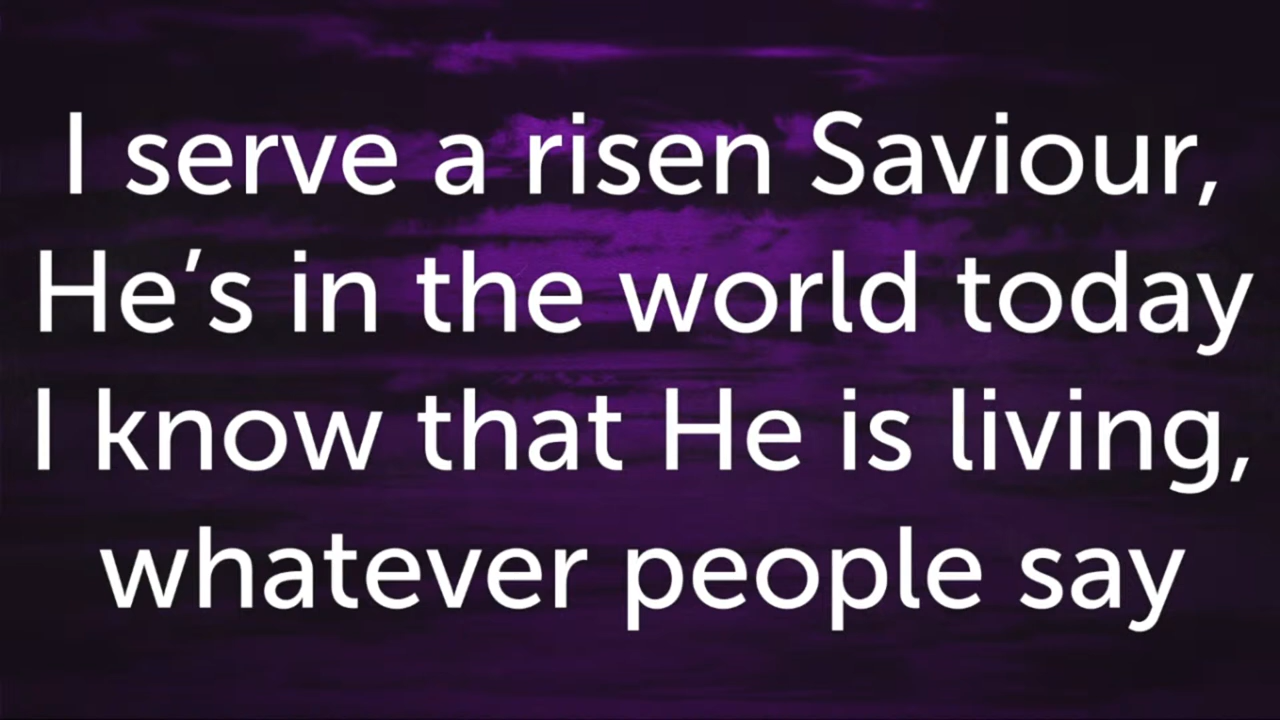 I serve a risen Saviour,
He’s in the world today
I know that He is living,
whatever people say